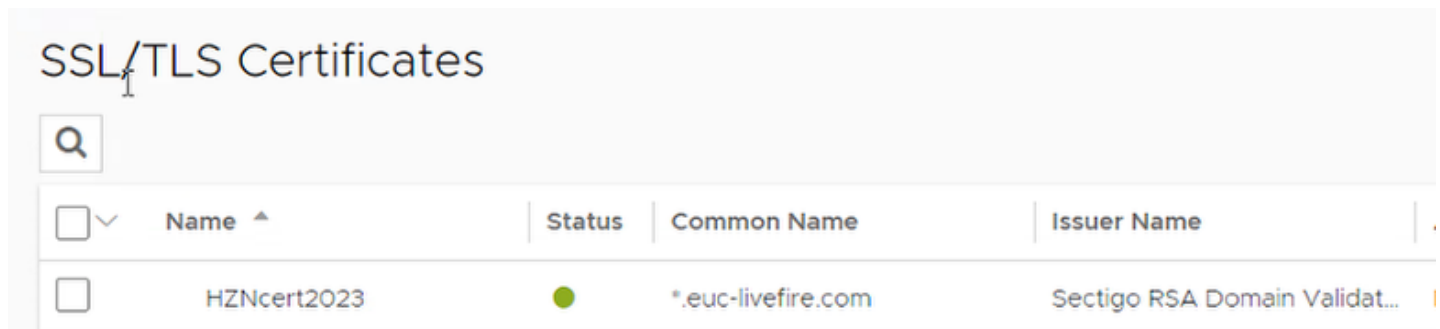 SSL/TLS Certificates
Name Status Common Name Issuer Name
HZNcert2023 *.euc-livefire.com Sectigo RSA Domain Validat...